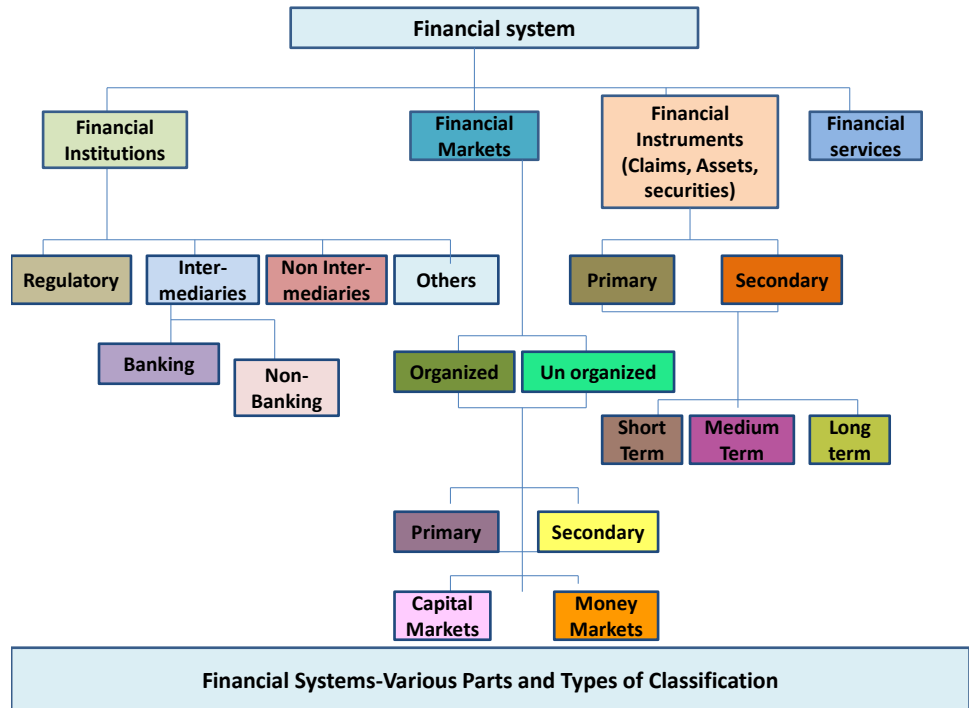 Financial system
Financial
Institutions
Financial
Markets
Financial
Instruments
(Claims, Assets,
securities)
Financial
services
Regulatory
Inter-
mediaries
Non Inter-
mediaries
Others
Primary
Secondary
Banking
Non-
Banking
Organized
Un organized
Short
Term
Medium
Term
Long
term
Primary
Secondary
Capital
Markets
Money
Markets
Financial Systems-Various Parts and Types of Classification